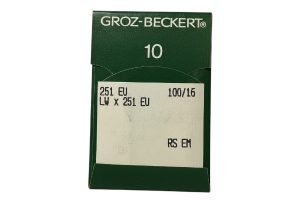 GROZ-BECKERT®
10
251 EU 100/16
LW x 251 EU
RS EM